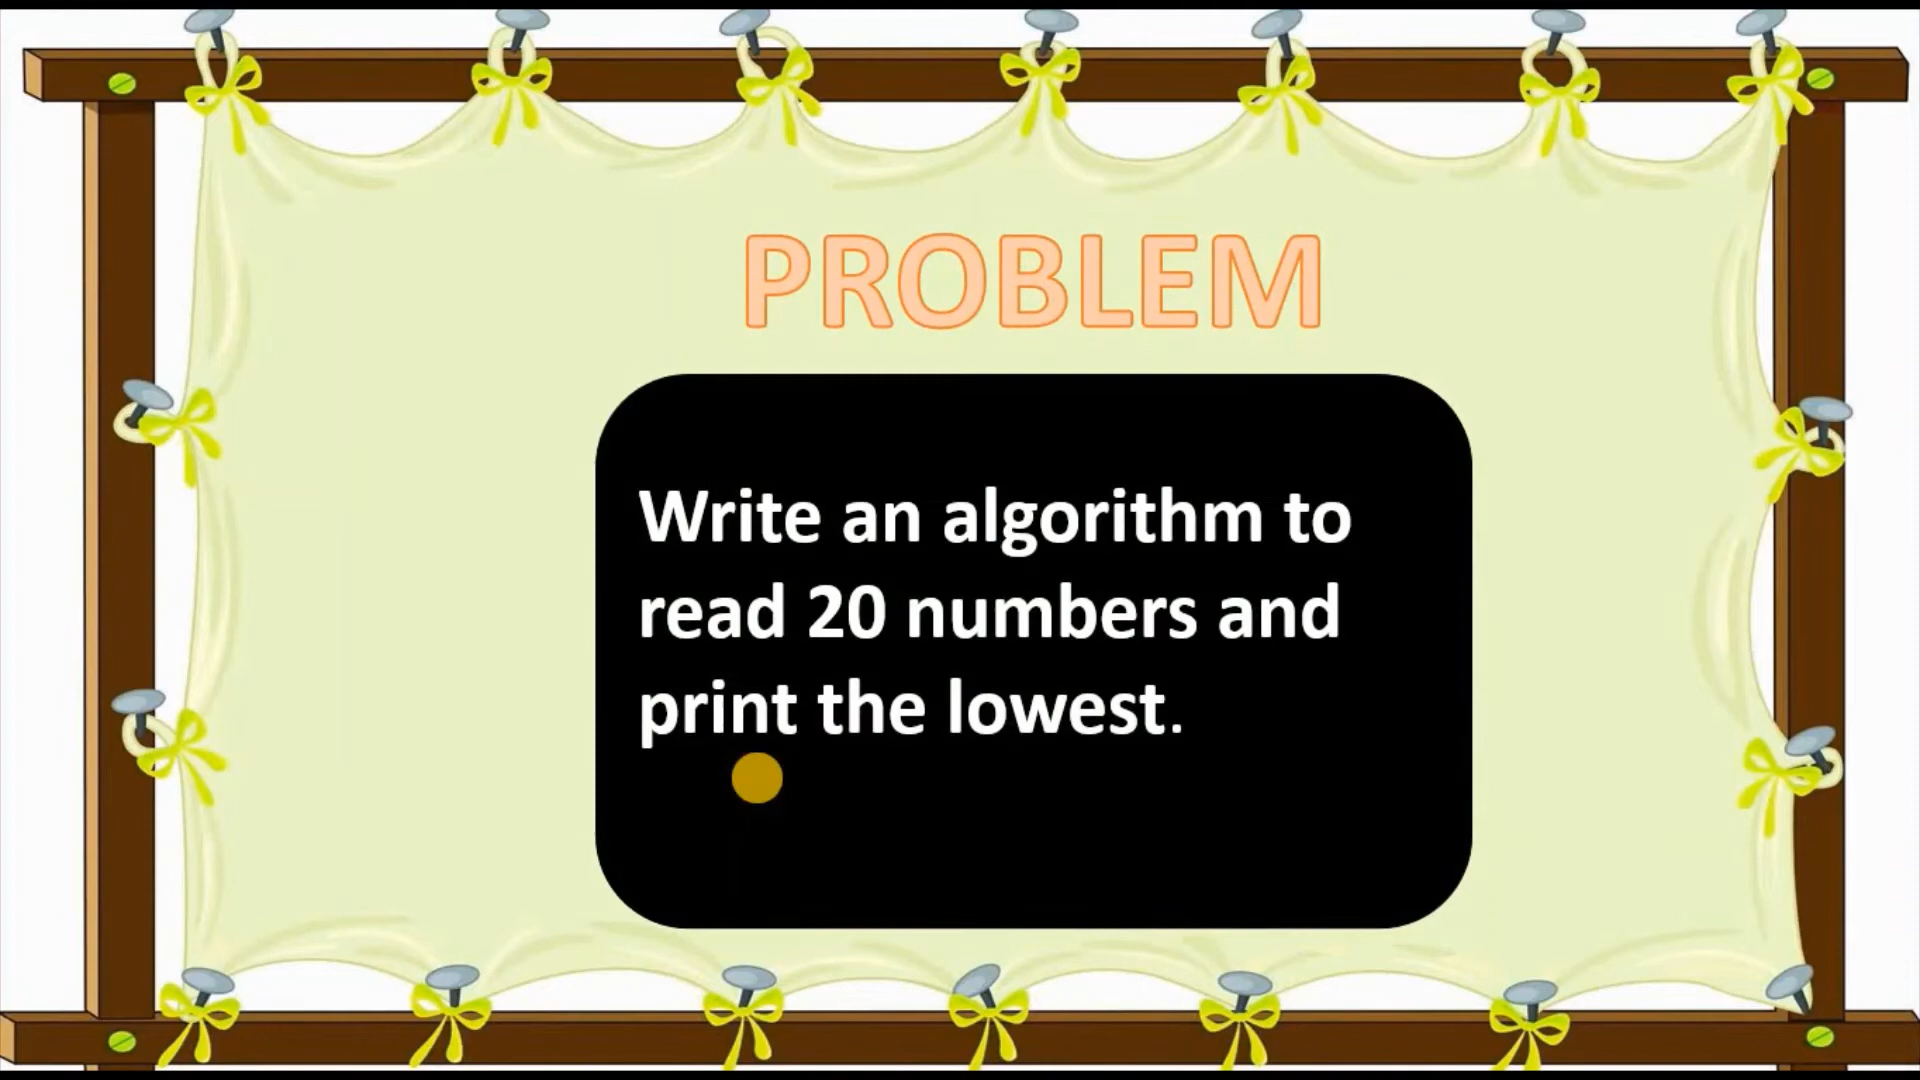 PROBLEM
Write an algorithm to
read 20 numbers and
print the lowest.